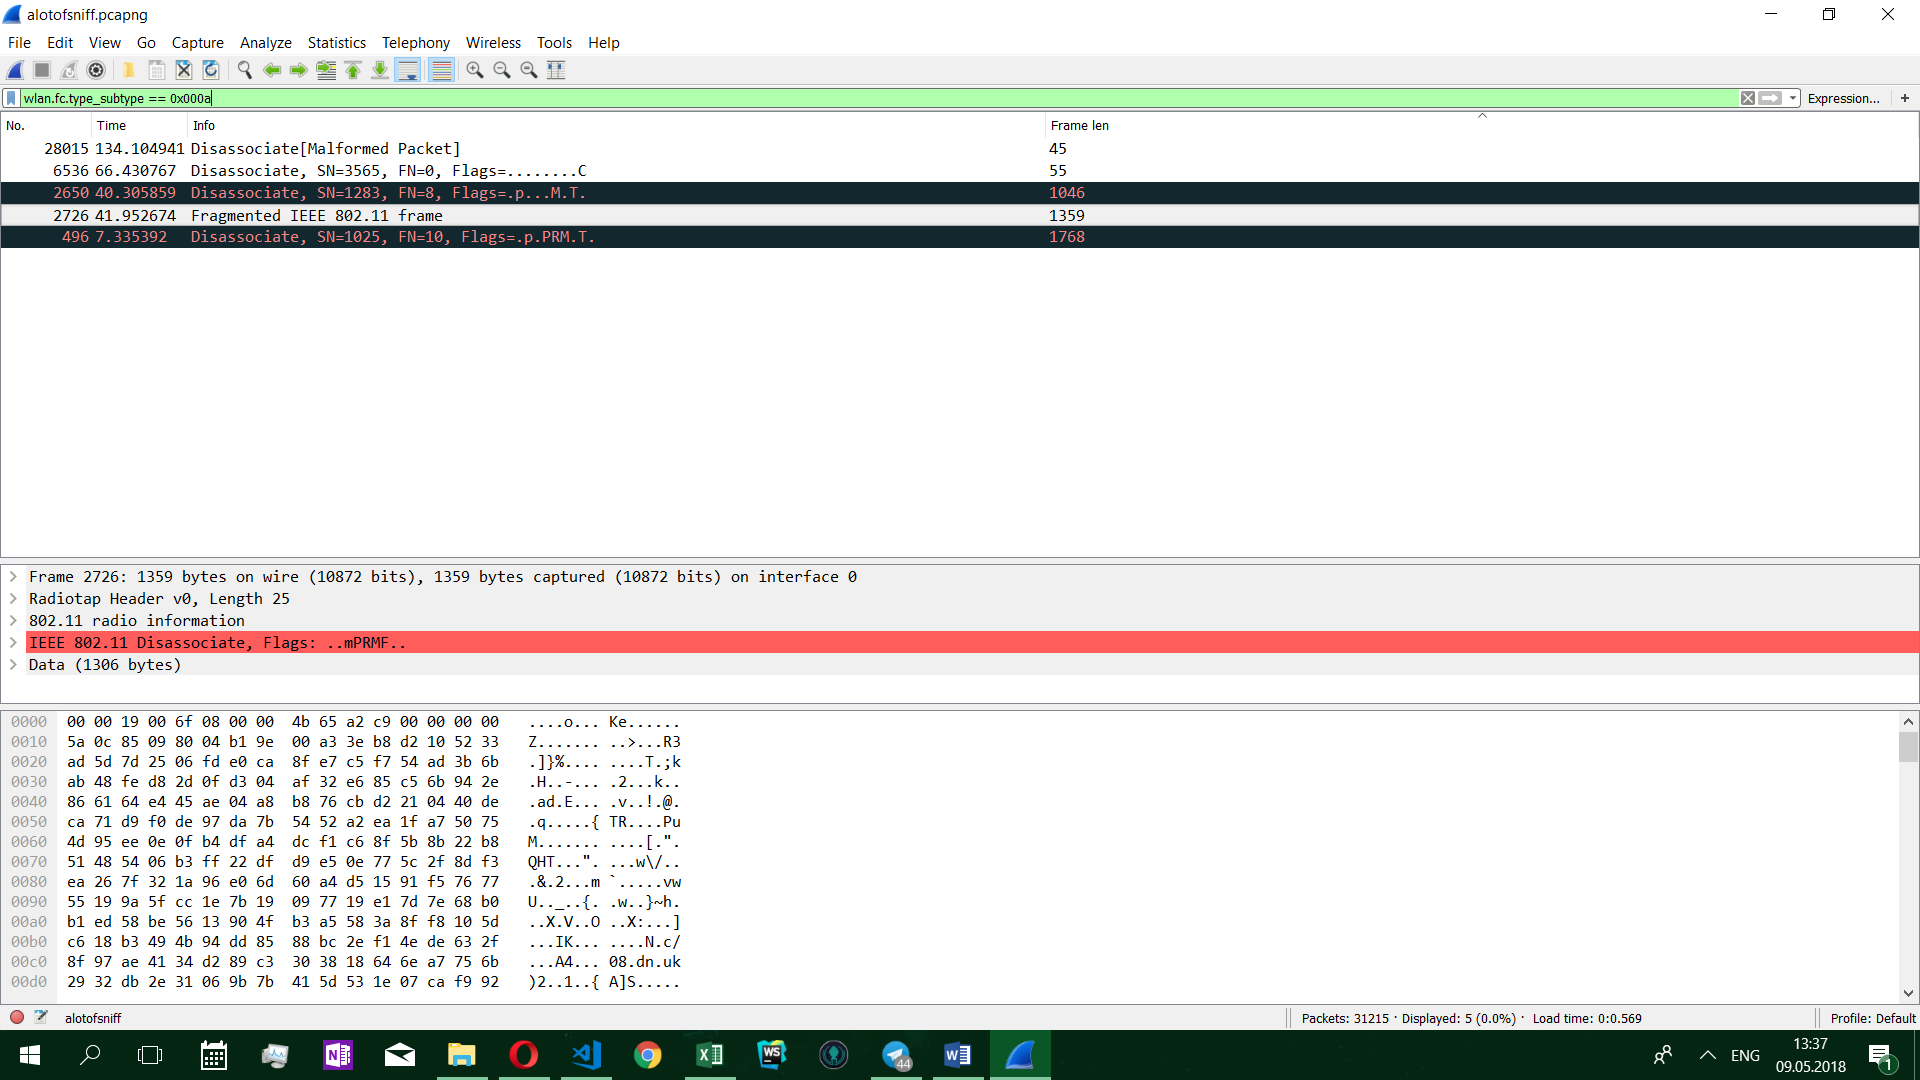 alotofsniff.pcapng
File Edit View Go Capture Analyze Statistics Telephony Wireless Tools Help
wlan.fc.type_subtype == 0x000a
Expression... +
No. Time Info Frame len
28015 134.104941 Disassociate[Malformed Packet] 45
6536 66.430767 Disassociate, SN=3565, FN=0, Flags=........C 55
2650 40.305859 Disassociate, SN=1283, FN=8, Flags=.p...M.T. 1046
2726 41.952674 Fragmented IEEE 802.11 frame 1359
496 7.335392 Disassociate, SN=1025, FN=10, Flags=.p.PRM.T. 1768
Frame 2726: 1359 bytes on wire (10872 bits), 1359 bytes captured (10872 bits) on interface 0
Radiotap Header v0, Length 25
802.11 radio information
IEEE 802.11 Disassociate, Flags: ..mPRMF..
Data (1306 bytes)
0000 00 00 19 00 6f 08 00 00 4b 65 a2 c9 00 00 00 00 ....o... Ke......
0010 5a 0c 85 09 80 04 b1 9e 00 a3 3e b8 d2 10 52 33 Z....... ..>...R3
0020 ad 5d 7d 25 06 fd e0 ca 8f e7 c5 f7 54 ad 3b 6b .]}%.... ....T.;k
0030 ab 48 fe d8 2d 0f d3 04 af 32 e6 85 c5 6b 94 2e .H..-... .2...k..
0040 86 61 64 e4 45 ae 04 a8 b8 76 cb d2 21 04 40 de .ad.E... .v..!.@.
0050 ca 71 d9 f0 de 97 da 7b 54 52 a2 ea 1f a7 50 75 .q.....{ TR....Pu
0060 4d 95 ee 0e 0f b4 df a4 dc f1 c6 8f 5b 8b 22 b8 M....... ....[.".
0070 51 48 54 06 b3 ff 22 df d9 e5 0e 77 5c 2f 8d f3 QHT...". ...w\/..
0080 ea 26 7f 32 1a 96 e0 6d 60 a4 d5 15 91 f5 76 77 .&.2...m `.....vw
0090 55 19 9a 5f cc 1e 7b 19 09 77 19 e1 7d 7e 68 b0 U.._..{. .w..}~h.
00a0 b1 ed 58 be 56 13 90 4f b3 a5 58 3a 8f f8 10 5d ..X.V..O ..X:...]
00b0 c6 18 b3 49 4b 94 dd 85 88 bc 2e f1 4e de 63 2f ...IK... ....N.c/
00c0 8f 97 ae 41 34 d2 89 c3 30 38 18 64 6e a7 75 6b ...A4... 08.dn.uk
00d0 29 32 db 2e 31 06 9b 7b 41 5d 53 1e 07 ca f9 92 )2..1..{ A]S.....
alotofsniff
Packets: 31215 · Displayed: 5 (0.0%) · Load time: 0:0.569
Profile: Default
N
WS
44
ENG
13:37
09.05.2018
1